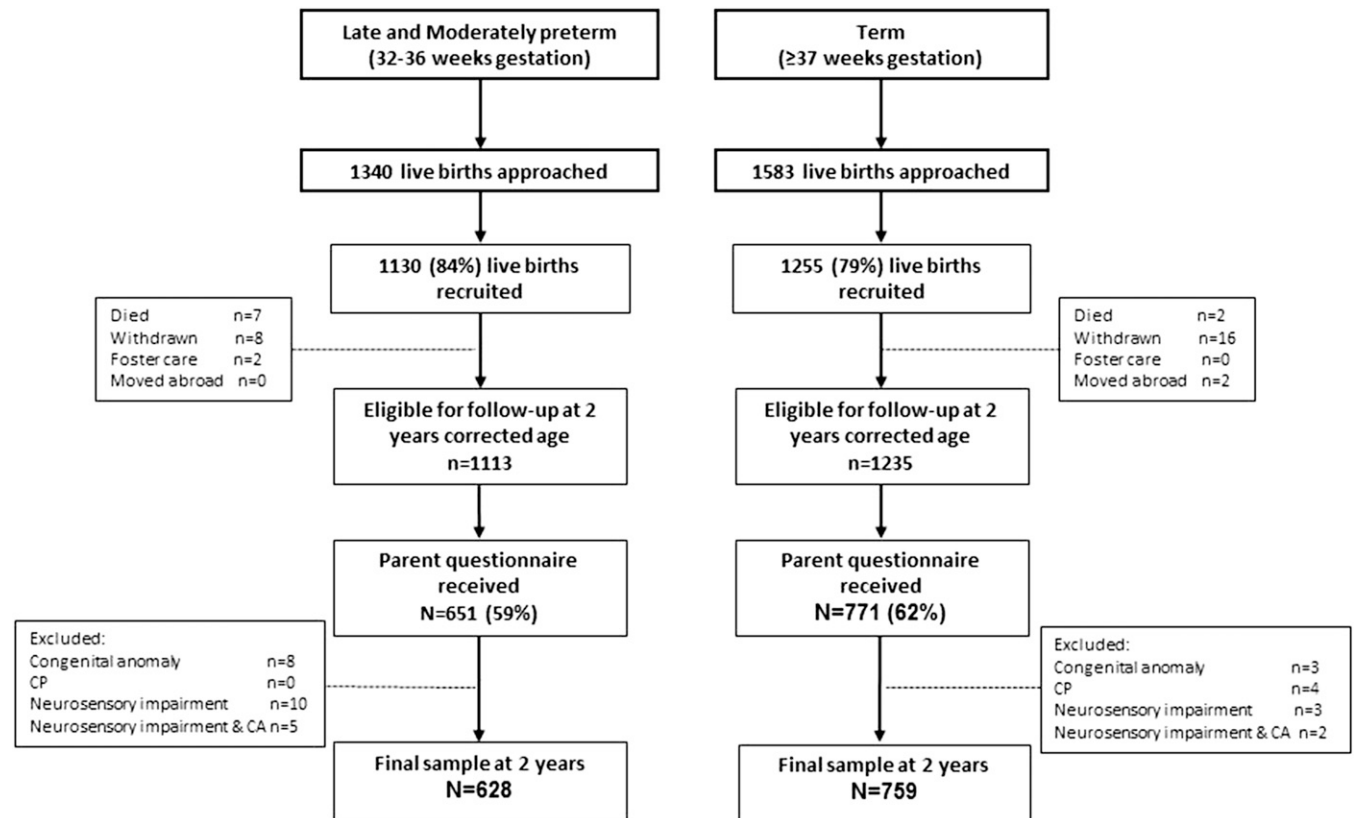 Late and Moderately preterm
(32-36 weeks gestation)
1340 live births approached
1130 (84%) live births
recruited
Died n=7
Withdrawn n=8
Foster care n=2
Moved abroad n=0
Eligible for follow-up at 2
years corrected age
n=1113
Parent questionnaire
received
N=651 (59%)
Excluded:
Congenital anomaly n=8
CP n=0
Neurosensory impairment n=10
Neurosensory impairment & CA n=5
Final sample at 2 years
N=628
Term
(≥37 weeks gestation)
1583 live births approached
1255 (79%) live births
recruited
Died n=2
Withdrawn n=16
Foster care n=0
Moved abroad n=2
Eligible for follow-up at 2
years corrected age
n=1235
Parent questionnaire
received
N=771 (62%)
Excluded:
Congenital anomaly n=3
CP n=4
Neurosensory impairment n=3
Neurosensory impairment & CA n=2
Final sample at 2 years
N=759